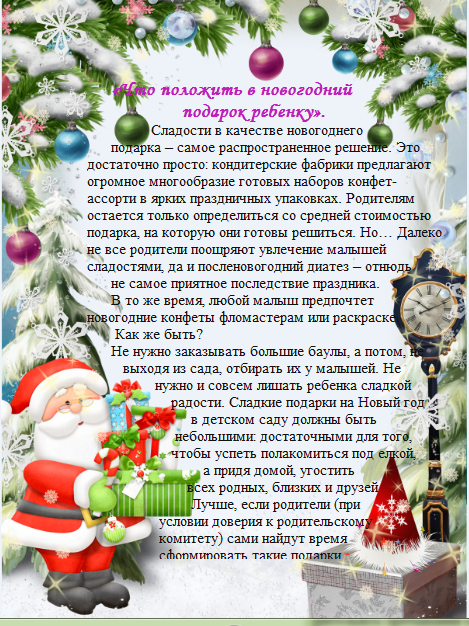 «Что положить в новогодний
подарок ребенку».
Сладости в качестве новогоднего
подарка – самое распространенное решение. Это
достаточно просто: кондитерские фабрики предлагают
огромное многообразие готовых наборов конфет-
ассорти в ярких праздничных упаковках. Родителям
остается только определиться со средней стоимостью
подарка, на которую они готовы решиться. Но… Далеко
не все родители поощряют увлечение малышей
сладостями, да и посленовогодний диатез – отнюдь
не самое приятное последствие праздника.
В то же время, любой малыш предпочтет
новогодние конфеты фломастерам или раскраске.
Как же быть?
Не нужно заказывать большие баулы, а потом, не
выходя из сада, отбирать их у малышей. Не
нужно и совсем лишать ребенка сладкой
радости. Сладкие подарки на Новый год
в детском саду должны быть
небольшими: достаточными для того,
чтобы успеть полакомиться под елкой,
а придя домой, угостить
всех родных, близких и друзей.
Лучше, если родители (при
условии доверия к родительскому
комитету) сами найдут время
сформировать такие подарки